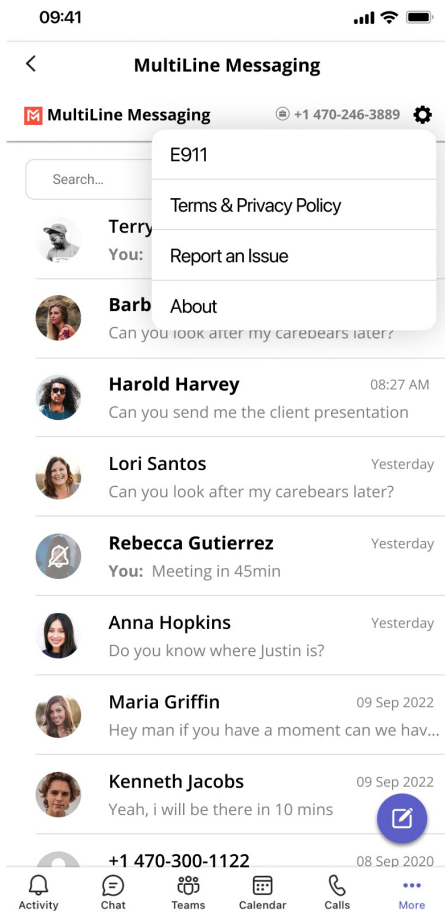 09:41
MultiLine Messaging
MultiLine Messaging +1 470-246-3889
E911
Search...
Terms & Privacy Policy
Terry
You:
Report an Issue
Barb
About
Can you look after my carebears later?
Harold Harvey 08:27 AM
Can you send me the client presentation
Lori Santos Yesterday
Can you look after my carebears later?
Rebecca Gutierrez Yesterday
You: Meeting in 45min
Anna Hopkins Yesterday
Do you know where Justin is?
Maria Griffin 09 Sep 2022
Hey man if you have a moment can we hav...
Kenneth Jacobs 09 Sep 2022
Yeah, i will be there in 10 mins
+1 470-300-1122 08 Sep 2020
Activity Chat Teams Calendar Calls More